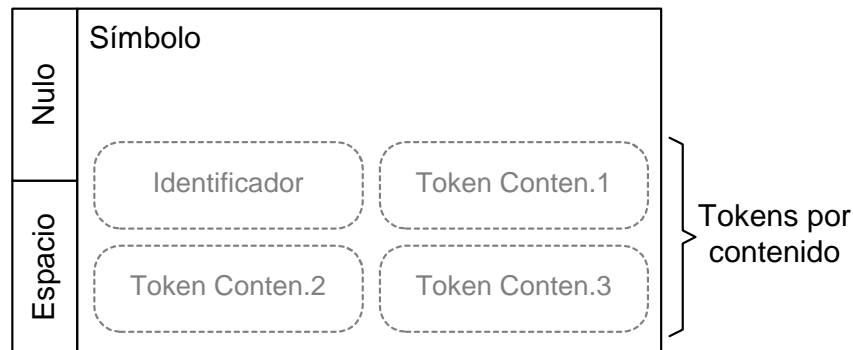 Nulo
Símbolo
Identificador
Token Conten.1
Espacio
Token Conten.2
Token Conten.3
Tokens por
contenido